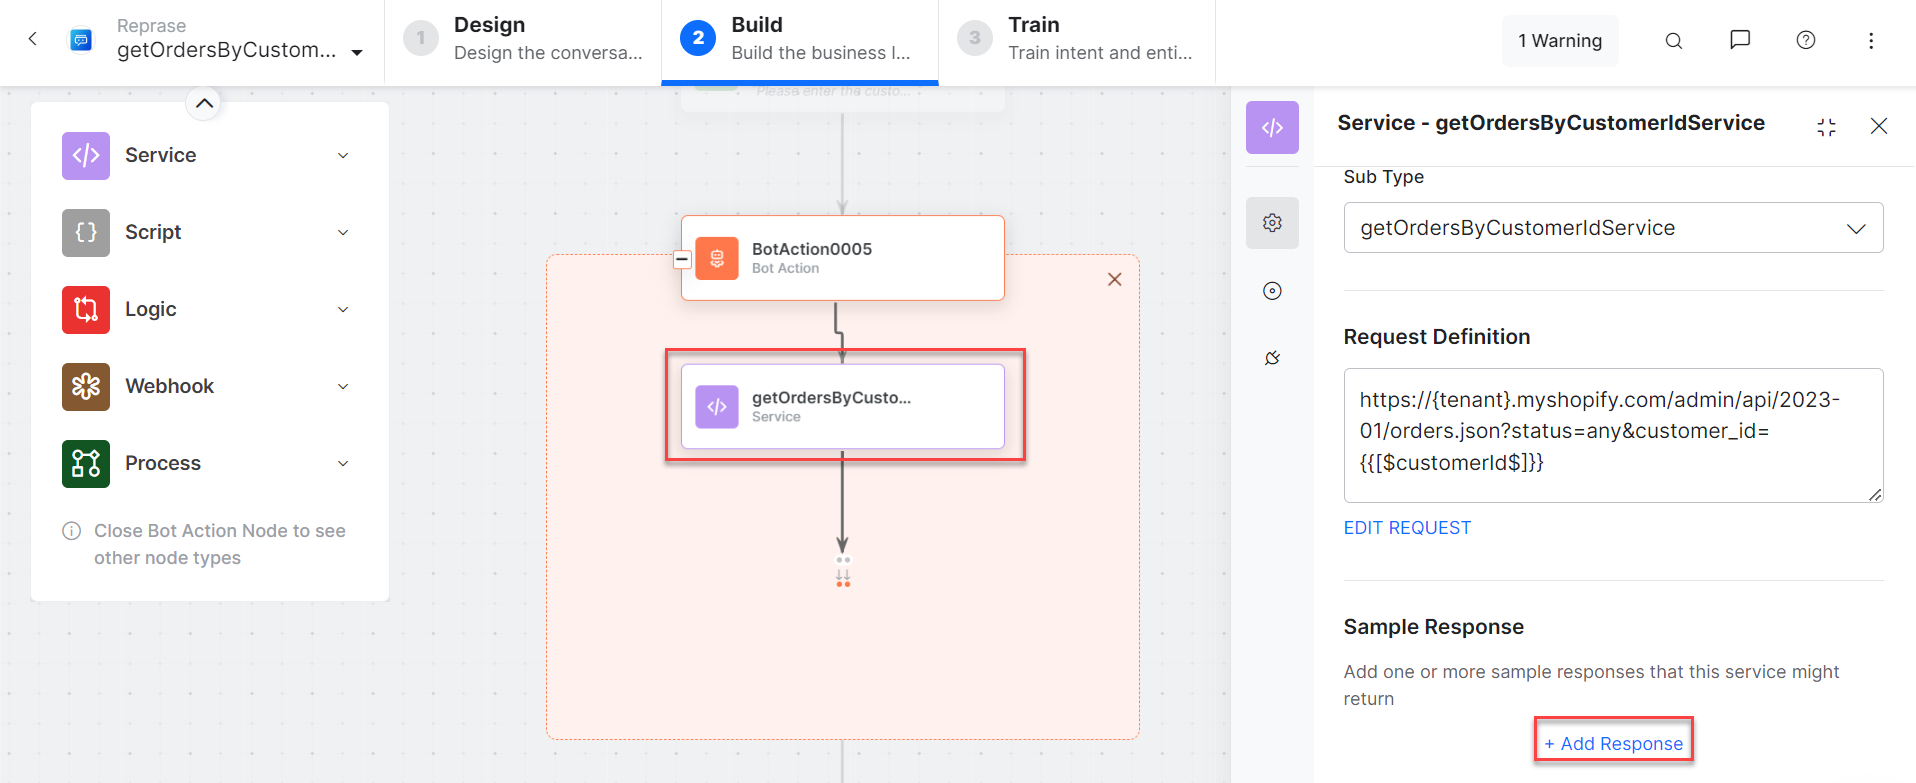 Reprase
getOrdersByCustom...
1
Design
Design the conversa...
2
Build
Build the business l...
3
Train
Train intent and enti...
1 Warning
Service
Script
Logic
Webhook
Process
Close Bot Action Node to see
other node types
Please enter the custo...
BotAction0005
Bot Action
getOrdersByCusto...
Service
Service - getOrdersByCustomerIdService
Sub Type
getOrdersByCustomerIdService
Request Definition
https://{tenant}.myshopify.com/admin/api/2023-
01/orders.json?status=any&customer_id=
{{[$customerId$]}}
EDIT REQUEST
Sample Response
Add one or more sample responses that this service might
return
+ Add Response